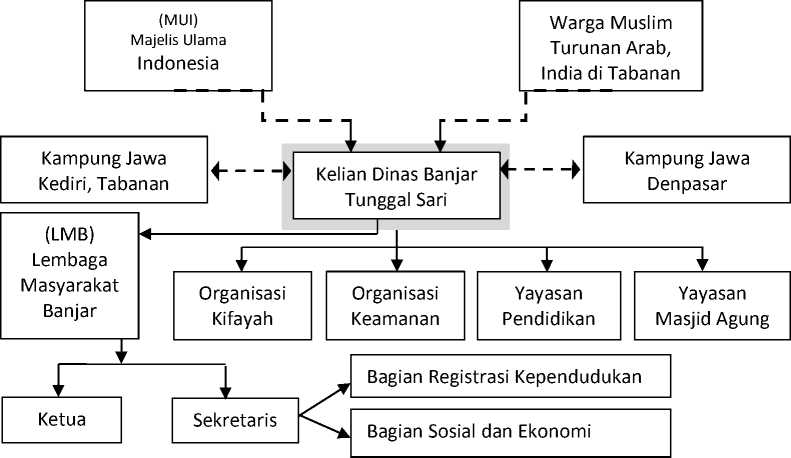 (MUI)
Majelis Ulama
Indonesia
Warga Muslim
Turunan Arab,
India di Tabanan
Kampung Jawa
Kediri, Tabanan
Kelian Dinas Banjar
Tunggal Sari
Kampung Jawa
Denpasar
(LMB)
Lembaga
Masyarakat
Banjar
Organisasi
Kifayah
Organisasi
Keamanan
Yayasan
Pendidikan
Yayasan
Masjid Agung
Ketua
Sekretaris
Bagian Registrasi Kependudukan
Bagian Sosial dan Ekonomi